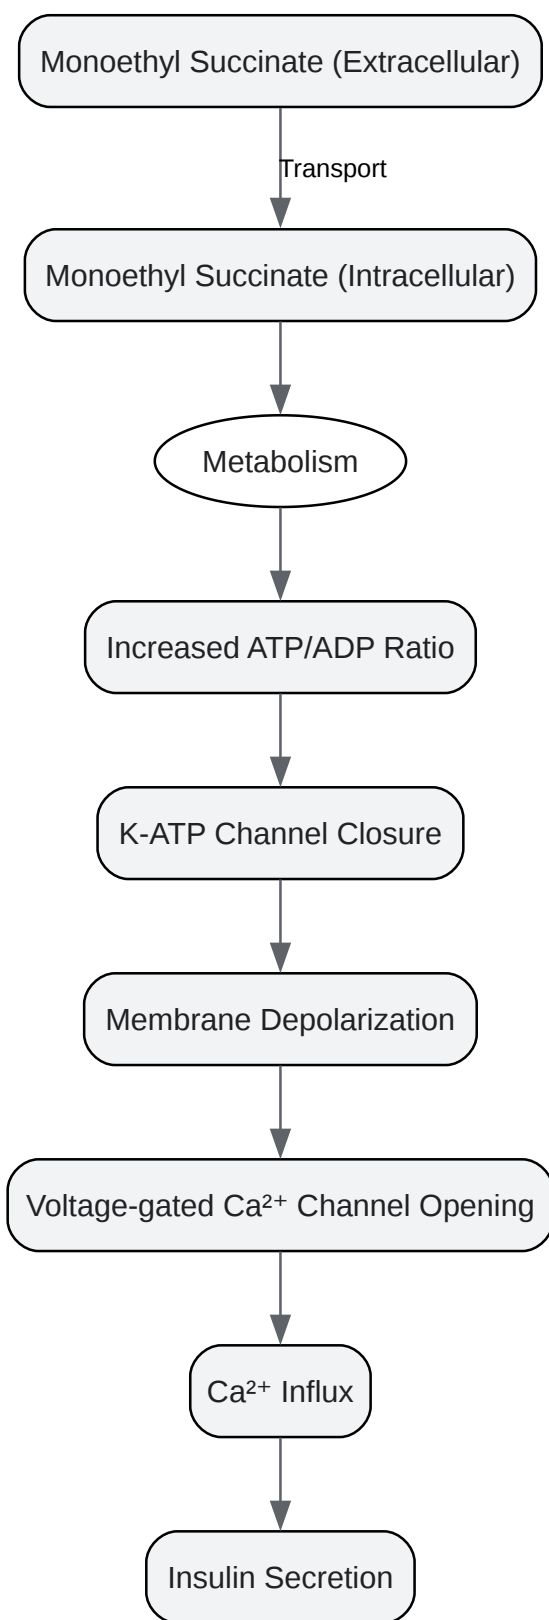 Monoethyl Succinate (Extracellular)
Transport
Monoethyl Succinate (Intracellular)
Metabolism
Increased ATP/ADP Ratio
K-ATP Channel Closure
Membrane Depolarization
Voltage-gated Ca²⁺ Channel Opening
Ca²⁺ Influx
Insulin Secretion